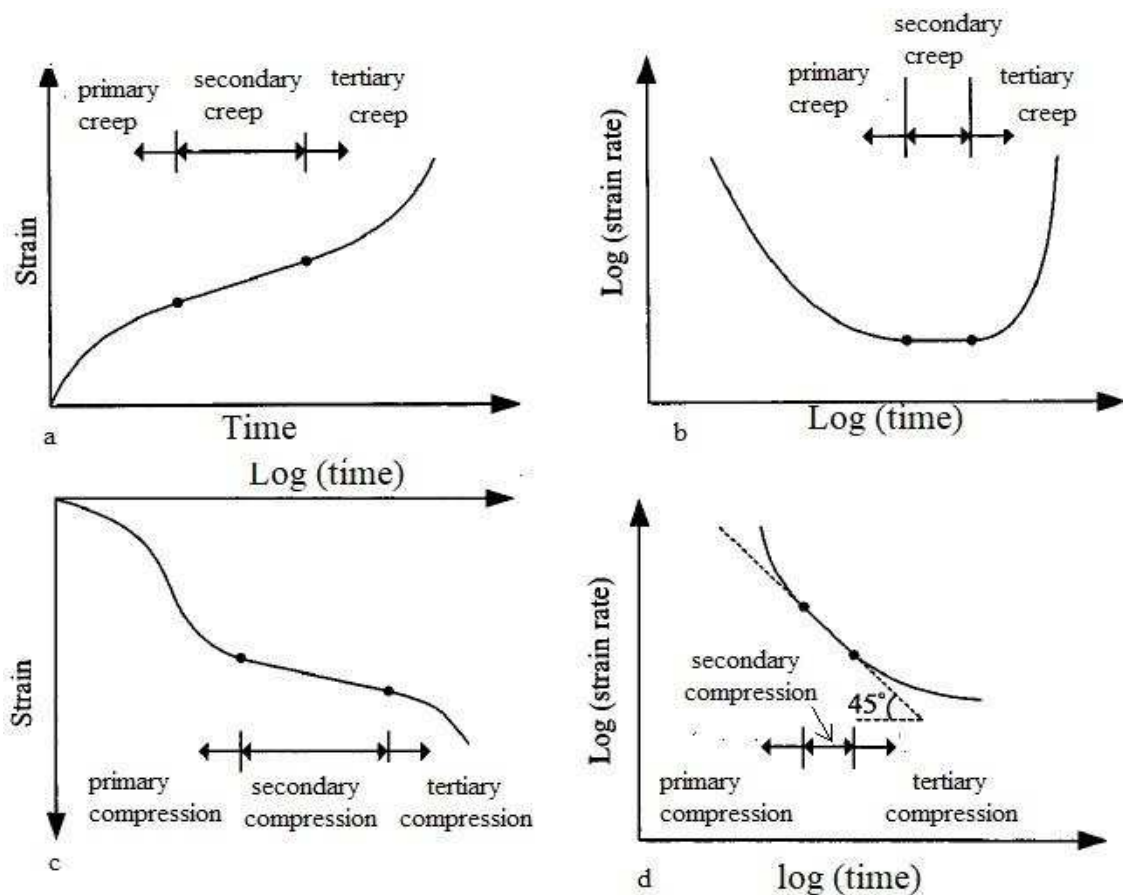 primary
creep
secondary
creep
tertiary
creep
Strain
Time
a
primary
creep
secondary
creep
tertiary
creep
Log (strain rate)
Log (time)
b
Log (time)
Strain
primary
compression
secondary
compression
tertiary
compression
c
Log (strain rate)
secondary
compression
45°
primary
compression
tertiary
compression
d
log (time)